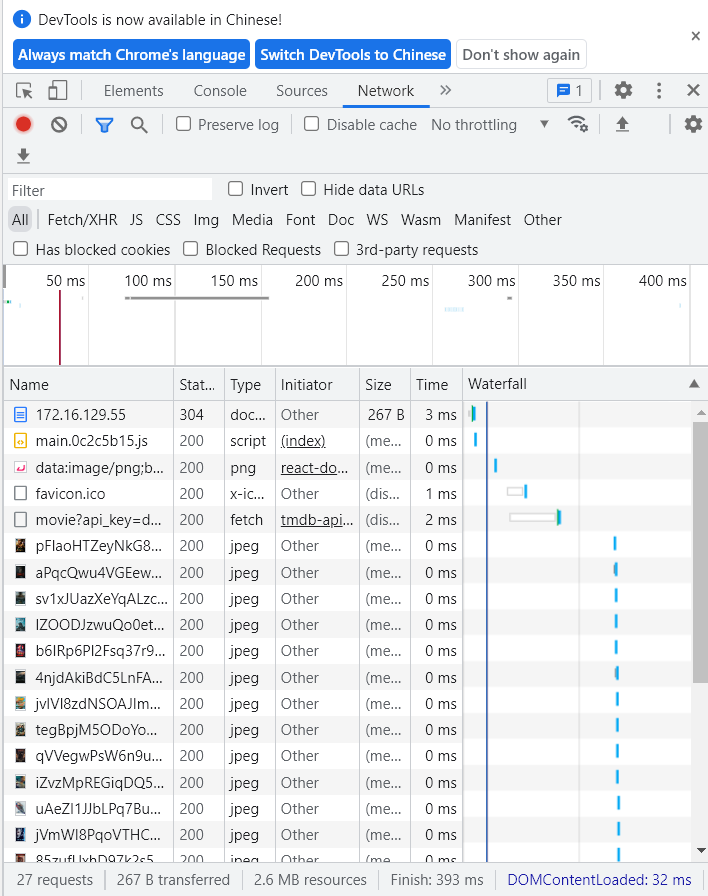 DevTools is now available in Chinese!
Always match Chrome's language Switch DevTools to Chinese Don't show again
Elements Console Sources Network 1
Preserve log Disable cache No throttling
Filter Invert Hide data URLs
All Fetch/XHR JS CSS Img Media Font Doc WS Wasm Manifest Other
Has blocked cookies Blocked Requests 3rd-party requests
50 ms 100 ms 150 ms 200 ms 250 ms 300 ms 350 ms 400 ms
Name Stat... Type Initiator Size Time Waterfall
172.16.129.55 304 doc... Other 267 B 3 ms
main.0c2c5b15.js 200 script (index) (me... 0 ms
data:image/png;b... 200 png react-do... (me... 0 ms
favicon.ico 200 x-ic... Other (dis... 1 ms
movie?api_key=d... 200 fetch tmdb-api... (dis... 2 ms
pFlaoHTZeyNkG8... 200 jpeg Other (me... 0 ms
aPqcQwu4VGEew... 200 jpeg Other (me... 0 ms
sv1xJUazXeYqALzc... 200 jpeg Other (me... 0 ms
IZOODJzwuQo0et... 200 jpeg Other (me... 0 ms
b6IRp6Pl2Fsq37r9... 200 jpeg Other (me... 0 ms
4njdAkiBdC5LnFA... 200 jpeg Other (me... 0 ms
jvIVl8zdNSOAJIm... 200 jpeg Other (me... 0 ms
tegBpjM5ODoYo... 200 jpeg Other (me... 0 ms
qVVegwPsW6n9u... 200 jpeg Other (me... 0 ms
iZvzMpREGiqDQ5... 200 jpeg Other (me... 0 ms
uAeZI1JJbLPq7Bu... 200 jpeg Other (me... 0 ms
jVmWI8PqoVTHC... 200 jpeg Other (me... 0 ms
200 jpeg Other (me... 0 ms
27 requests 267 B transferred 2.6 MB resources Finish: 393 ms DOMContentLoaded: 32 ms